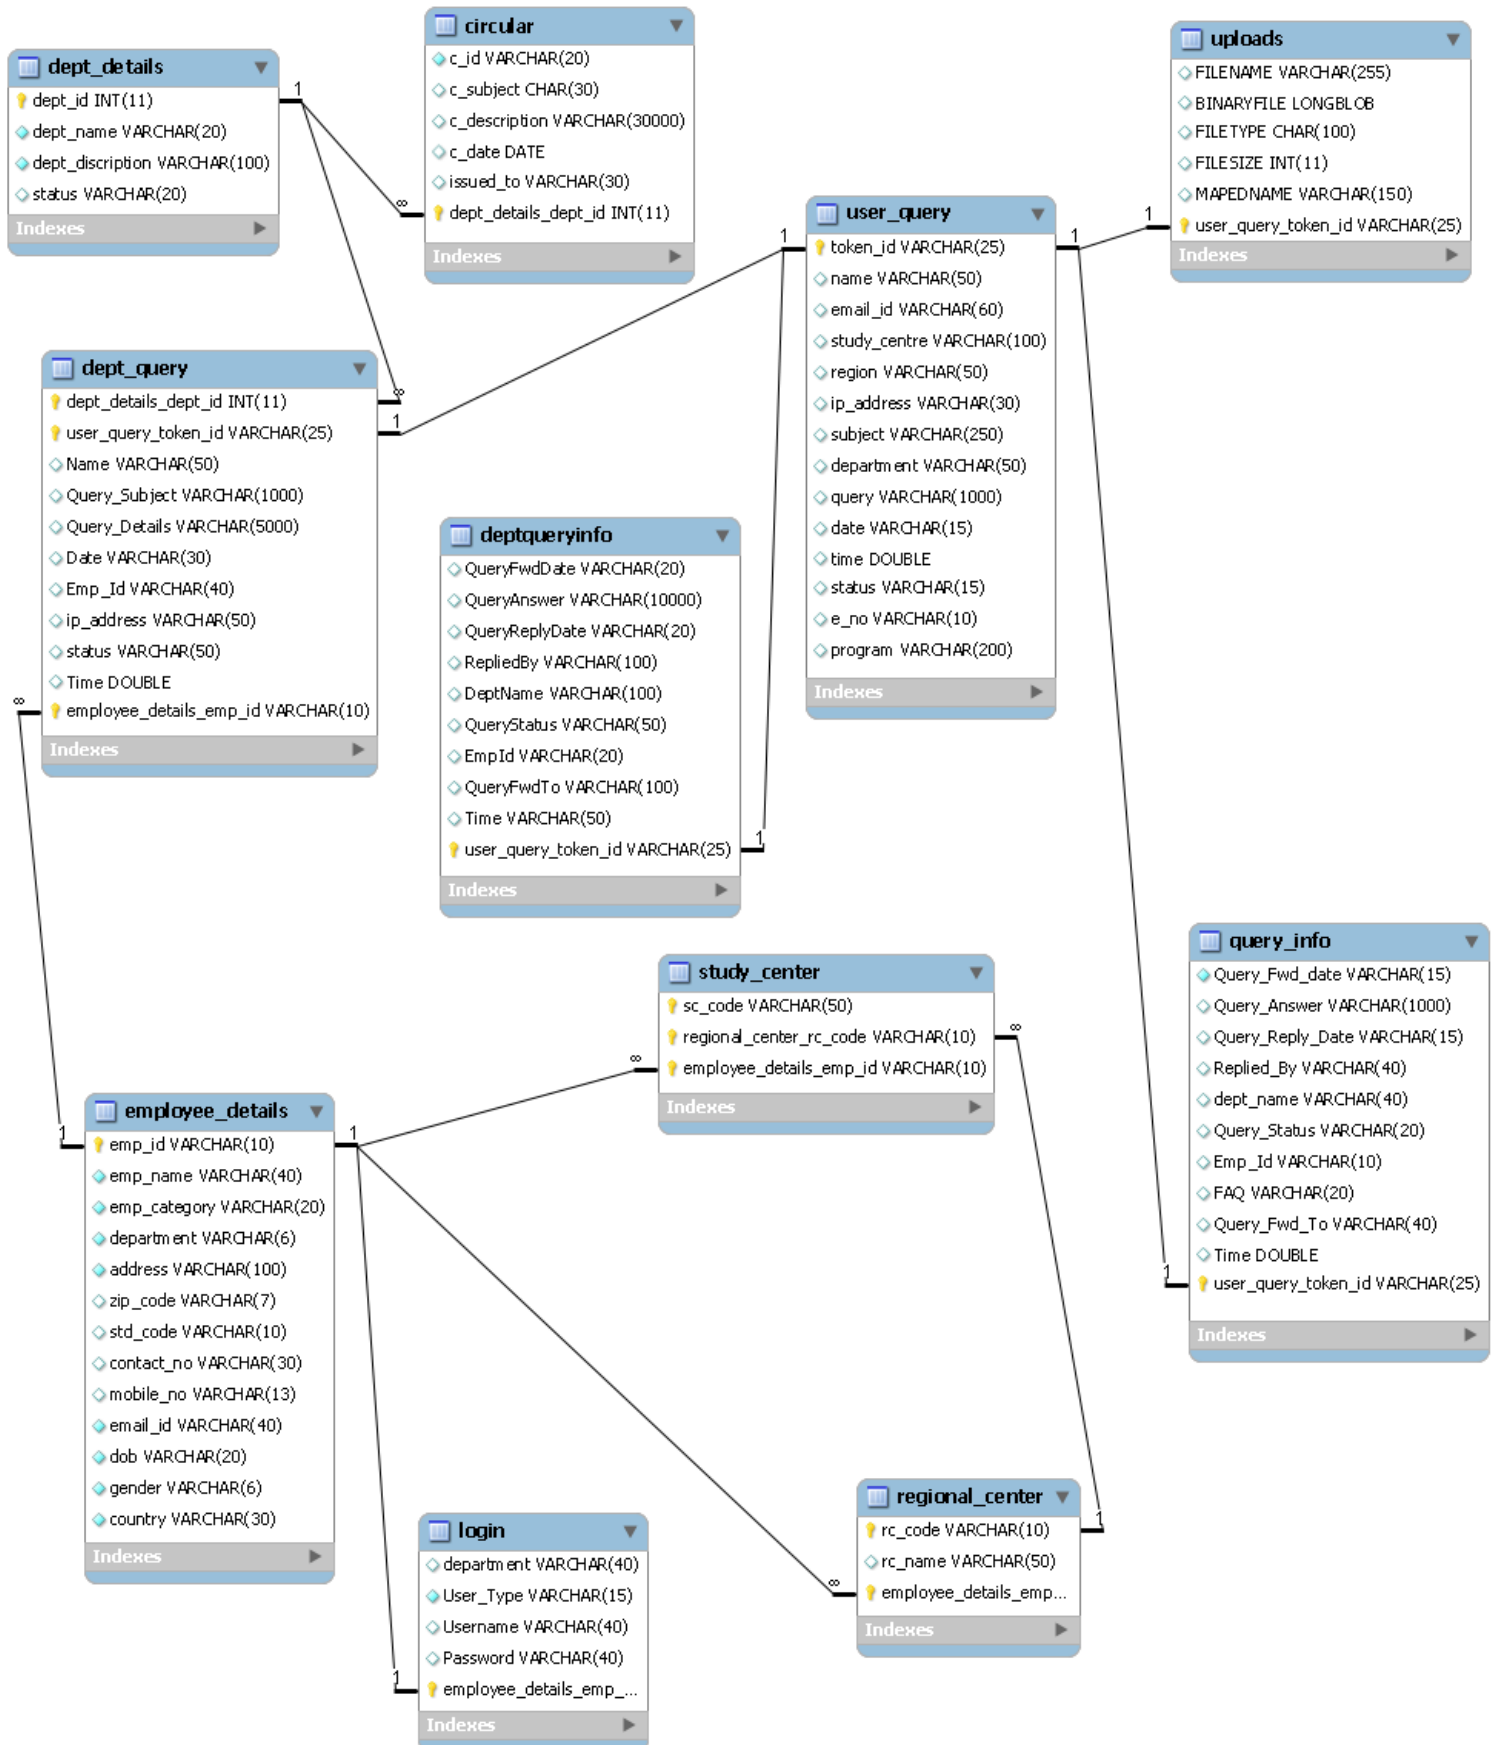 dept_details
dept_id INT(11)
dept_name VARCHAR(20)
dept_discription VARCHAR(100)
status VARCHAR(20)
Indexes
1
circular
c_id VARCHAR(20)
c_subject CHAR(30)
c_description VARCHAR(30000)
c_date DATE
issued_to VARCHAR(30)
dept_details_dept_id INT(11)
Indexes
∞
uploads
FILENAME VARCHAR(255)
BINARYFILE LONGBLOB
FILETYPE CHAR(100)
FILESIZE INT(11)
MAPEDNAME VARCHAR(150)
user_query_token_id VARCHAR(25)
Indexes
1
user_query
token_id VARCHAR(25)
name VARCHAR(50)
email_id VARCHAR(60)
study_centre VARCHAR(100)
region VARCHAR(50)
ip_address VARCHAR(30)
subject VARCHAR(250)
department VARCHAR(50)
query VARCHAR(1000)
date VARCHAR(15)
time DOUBLE
status VARCHAR(15)
e_no VARCHAR(10)
program VARCHAR(200)
Indexes
1
1
dept_query
dept_details_dept_id INT(11)
user_query_token_id VARCHAR(25)
Name VARCHAR(50)
Query_Subject VARCHAR(1000)
Query_Details VARCHAR(5000)
Date VARCHAR(30)
Emp_Id VARCHAR(40)
ip_address VARCHAR(50)
status VARCHAR(50)
Time DOUBLE
employee_details_emp_id VARCHAR(10)
Indexes
∞
1
∞
deptqueryinfo
QueryFwdDate VARCHAR(20)
QueryAnswer VARCHAR(10000)
QueryReplyDate VARCHAR(20)
RepliedBy VARCHAR(100)
DeptName VARCHAR(100)
QueryStatus VARCHAR(50)
EmpId VARCHAR(20)
QueryFwdTo VARCHAR(100)
Time VARCHAR(50)
user_query_token_id VARCHAR(25)
Indexes
1
query_info
Query_Fwd_date VARCHAR(15)
Query_Answer VARCHAR(1000)
Query_Reply_Date VARCHAR(15)
Replied_By VARCHAR(40)
dept_name VARCHAR(40)
Query_Status VARCHAR(20)
Emp_Id VARCHAR(10)
FAQ VARCHAR(20)
Query_Fwd_To VARCHAR(40)
Time DOUBLE
user_query_token_id VARCHAR(25)
Indexes
1
study_center
sc_code VARCHAR(50)
regional_center_rc_code VARCHAR(10)
employee_details_emp_id VARCHAR(10)
Indexes
∞
∞
employee_details
emp_id VARCHAR(10)
emp_name VARCHAR(40)
emp_category VARCHAR(20)
department VARCHAR(6)
address VARCHAR(100)
zip_code VARCHAR(7)
std_code VARCHAR(10)
contact_no VARCHAR(30)
mobile_no VARCHAR(13)
email_id VARCHAR(40)
dob VARCHAR(20)
gender VARCHAR(6)
country VARCHAR(30)
Indexes
1
1
regional_center
rc_code VARCHAR(10)
rc_name VARCHAR(50)
employee_details_emp...
Indexes
1
∞
login
department VARCHAR(40)
User_Type VARCHAR(15)
Username VARCHAR(40)
Password VARCHAR(40)
employee_details_emp_...
Indexes
1